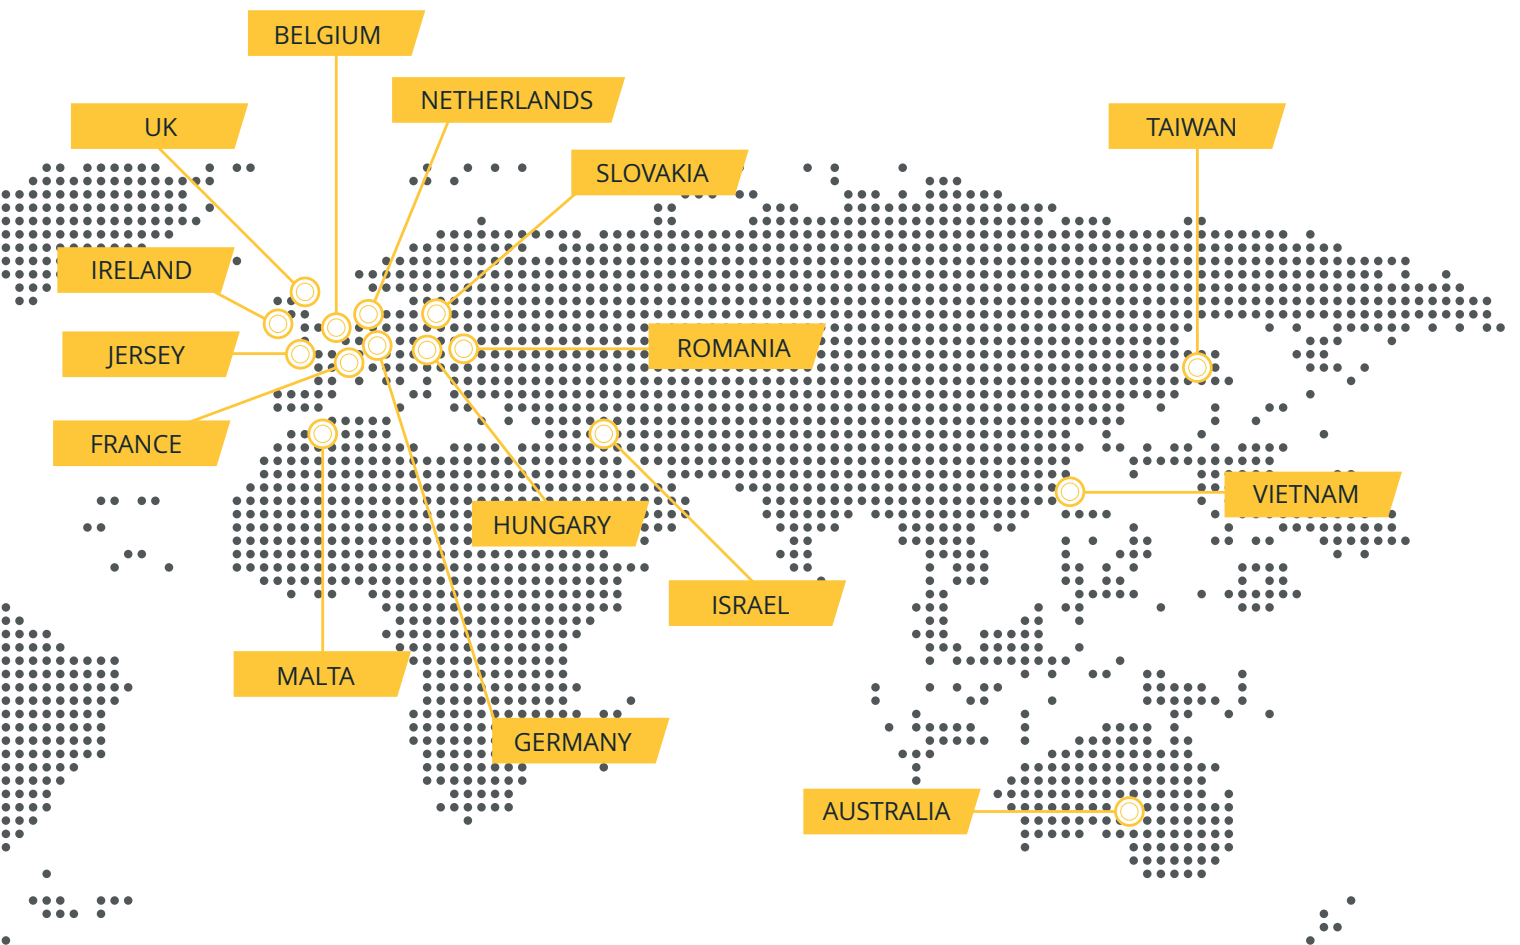 BELGIUM
NETHERLANDS
UK
TAIWAN
SLOVAKIA
IRELAND
JERSEY
ROMANIA
FRANCE
VIETNAM
HUNGARY
ISRAEL
MALTA
GERMANY
AUSTRALIA